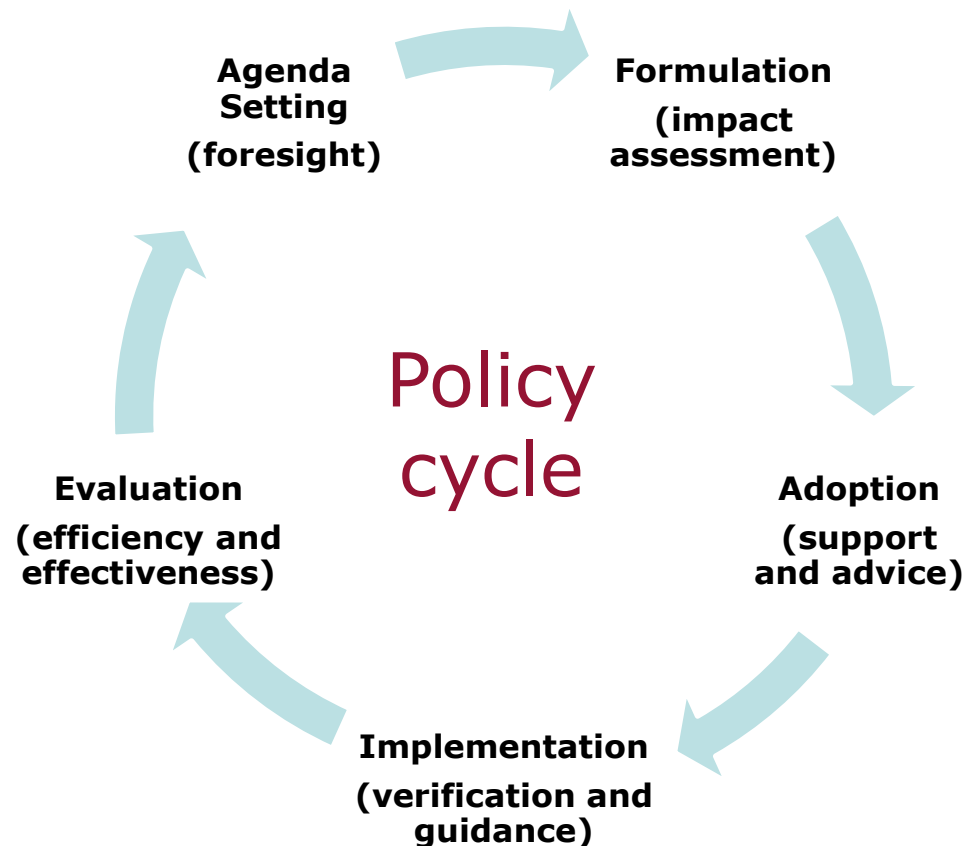 Agenda
Setting
(foresight)
Formulation
(impact
assessment)
Policy
cycle
Evaluation
(efficiency and
effectiveness)
Adoption
(support
and advice)
Implementation
(verification and
guidance)